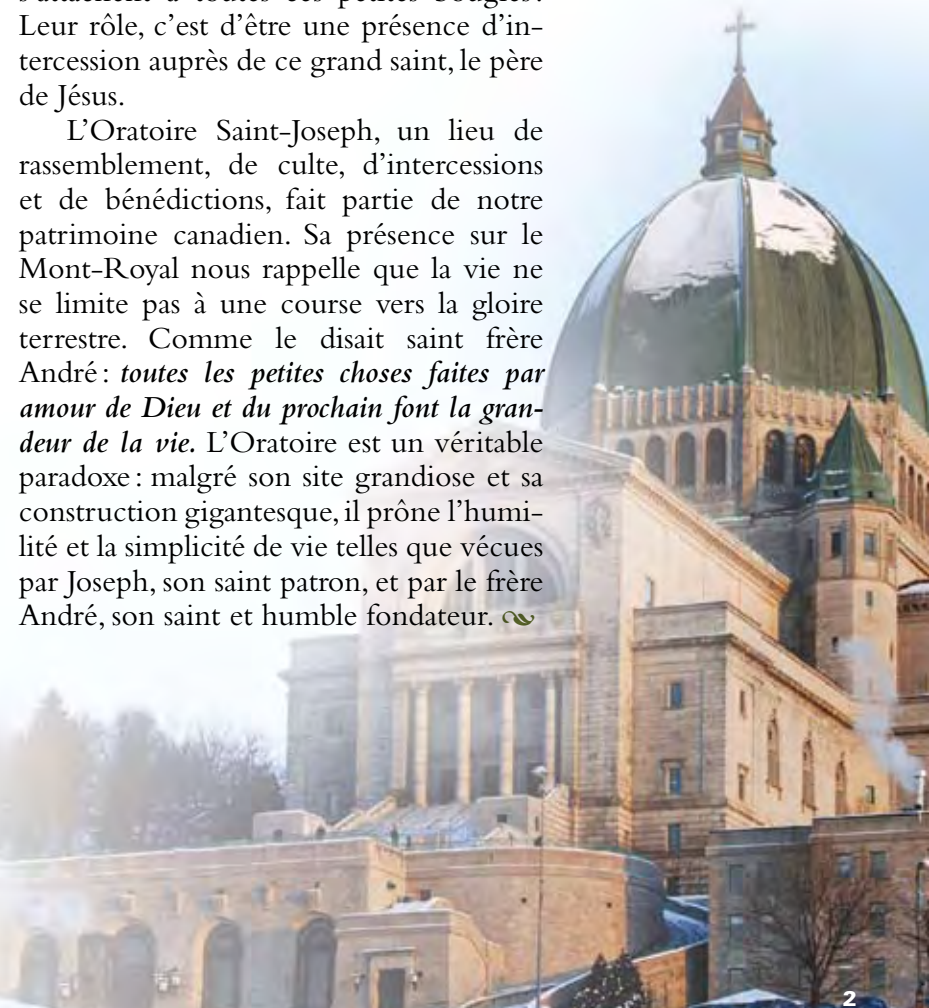 Leur rôle, c'est d'être une présence d'in-
tercession auprès de ce grand saint, le père
de Jésus.
L'Oratoire Saint-Joseph, un lieu de
rassemblement, de culte, d'intercessions
et de bénédictions, fait partie de notre
patrimoine canadien. Sa présence sur le
Mont-Royal nous rappelle que la vie ne
se limite pas à une course vers la gloire
terrestre. Comme le disait saint frère
André : toutes les petites choses faites par
amour de Dieu et du prochain font la gran-
deur de la vie. L'Oratoire est un véritable
paradoxe : malgré son site grandiose et sa
construction gigantesque, il prône l'humi-
lité et la simplicité de vie telles que vécues
par Joseph, son saint patron, et par le frère
André, son saint et humble fondateur.
2